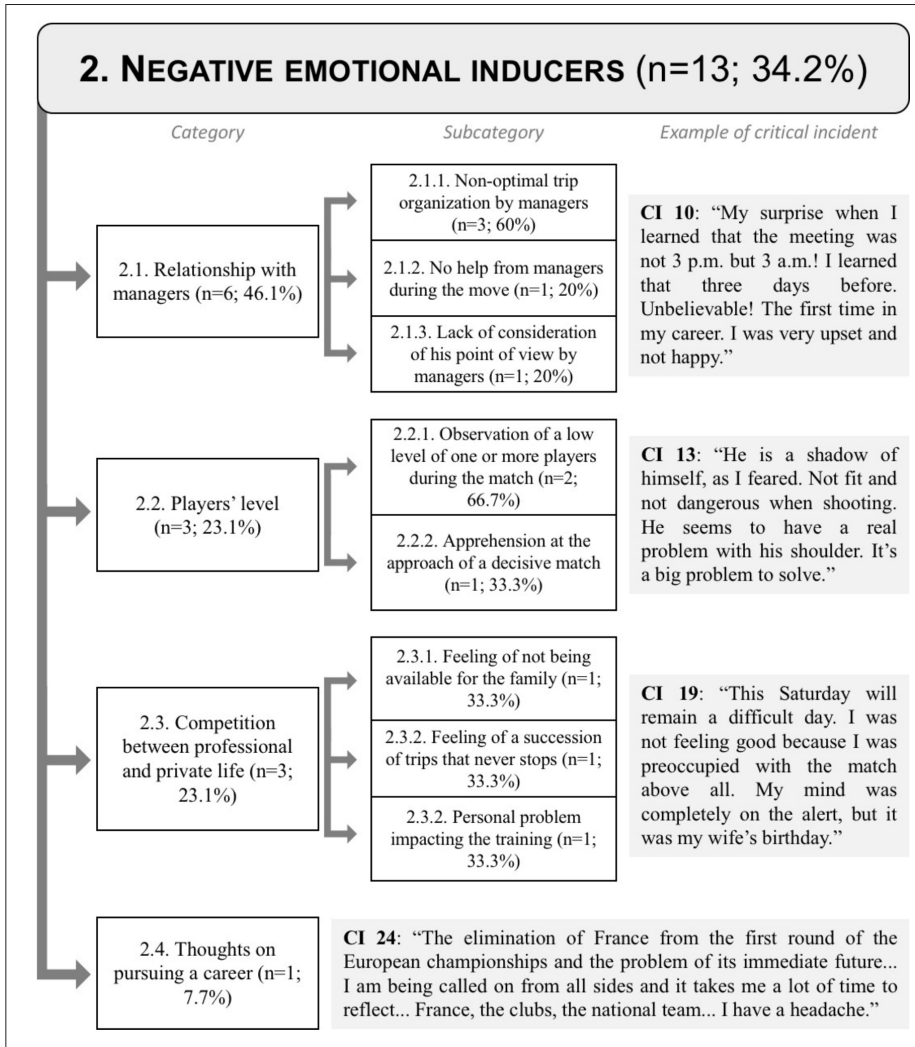 2. NEGATIVE EMOTIONAL INDUCERS (n=13; 34.2%)
Category
Subcategory
Example of critical incident
2.1. Relationship with
managers (n=6; 46.1%)
2.1.1. Non-optimal trip
organization by managers
(n=3; 60%)
2.1.2. No help from managers
during the move (n=1; 20%)
2.1.3. Lack of consideration
of his point of view by
managers (n=1; 20%)
CI 10: “My surprise when I
learned that the meeting was
not 3 p.m. but 3 a.m.! I learned
that three days before.
Unbelievable! The first time in
my career. I was very upset and
not happy.”
2.2. Players’ level
(n=3; 23.1%)
2.2.1. Observation of a low
level of one or more players
during the match (n=2;
66.7%)
2.2.2. Apprehension at the
approach of a decisive match
(n=1; 33.3%)
CI 13: “He is a shadow of
himself, as I feared. Not fit and
not dangerous when shooting.
He seems to have a real
problem with his shoulder. It’s
a big problem to solve.”
2.3. Competition
between professional
and private life (n=3;
23.1%)
2.3.1. Feeling of not being
available for the family (n=1;
33.3%)
2.3.2. Feeling of a succession
of trips that never stops (n=1;
33.3%)
2.3.2. Personal problem
impacting the training (n=1;
33.3%)
CI 19: “This Saturday will
remain a difficult day. I was
not feeling good because I was
preoccupied with the match
above all. My mind was
completely on the alert, but it
was my wife’s birthday.”
2.4. Thoughts on
pursuing a career (n=1;
7.7%)
CI 24: “The elimination of France from the first round of the
European championships and the problem of its immediate future...
I am being called on from all sides and it takes me a lot of time to
reflect... France, the clubs, the national team... I have a headache.”